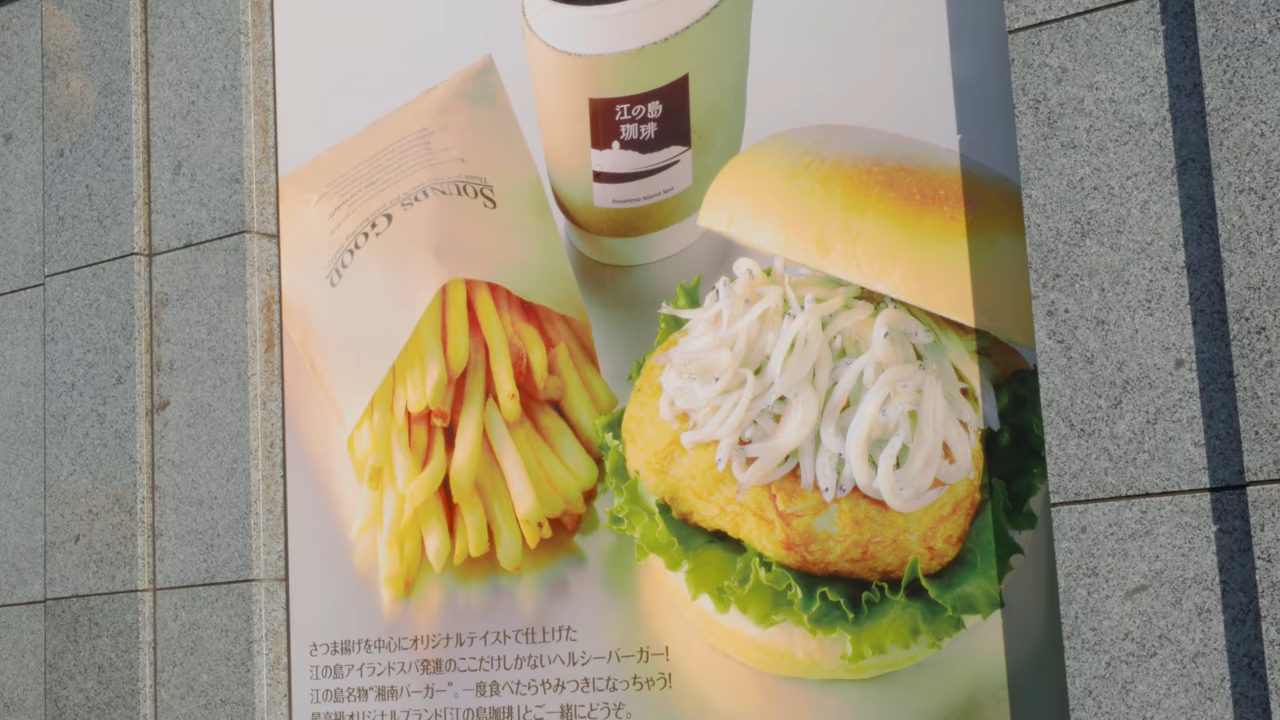 江の島
珈琲
Enoshima Island Spa
SOUNDS GOOD
さつま揚げを中心にオリジナルテイストで仕上げた
江の島アイランドスパ発進のここだけしかないヘルシーバーガー!
江の島名物“湘南バーガー”。一度食べたらやみつきになっちゃう!
最高級オリジナルブランド「江の島珈琲」とご一緒にどうぞ。